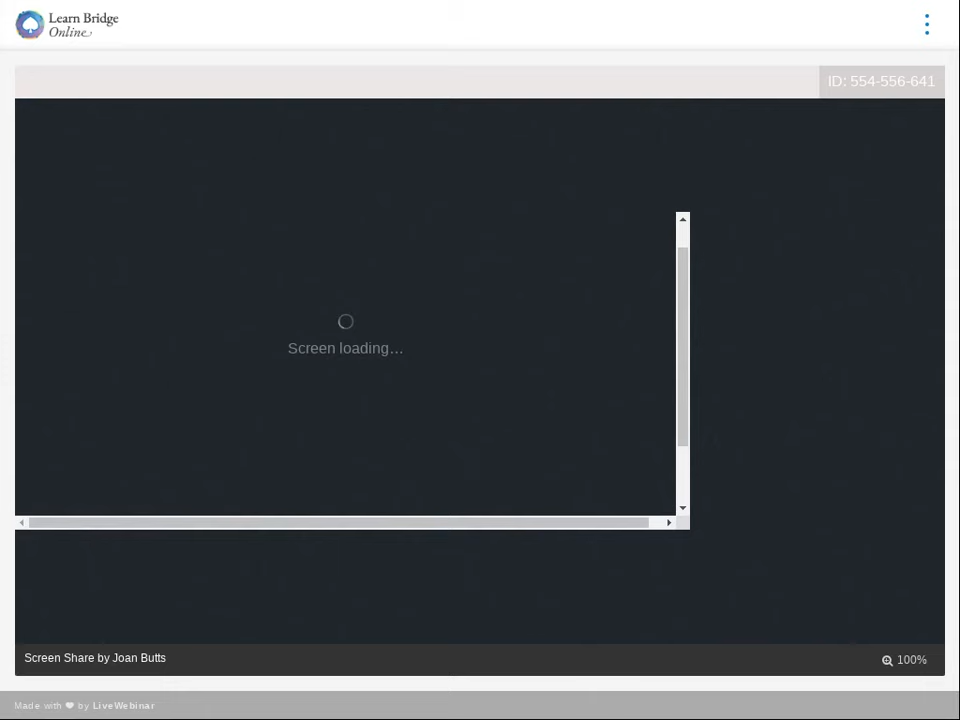 Learn Bridge
Online
ID: 554-556-641
Screen loading...
Screen Share by Joan Butts
100%
Made with ❤ by LiveWebinar